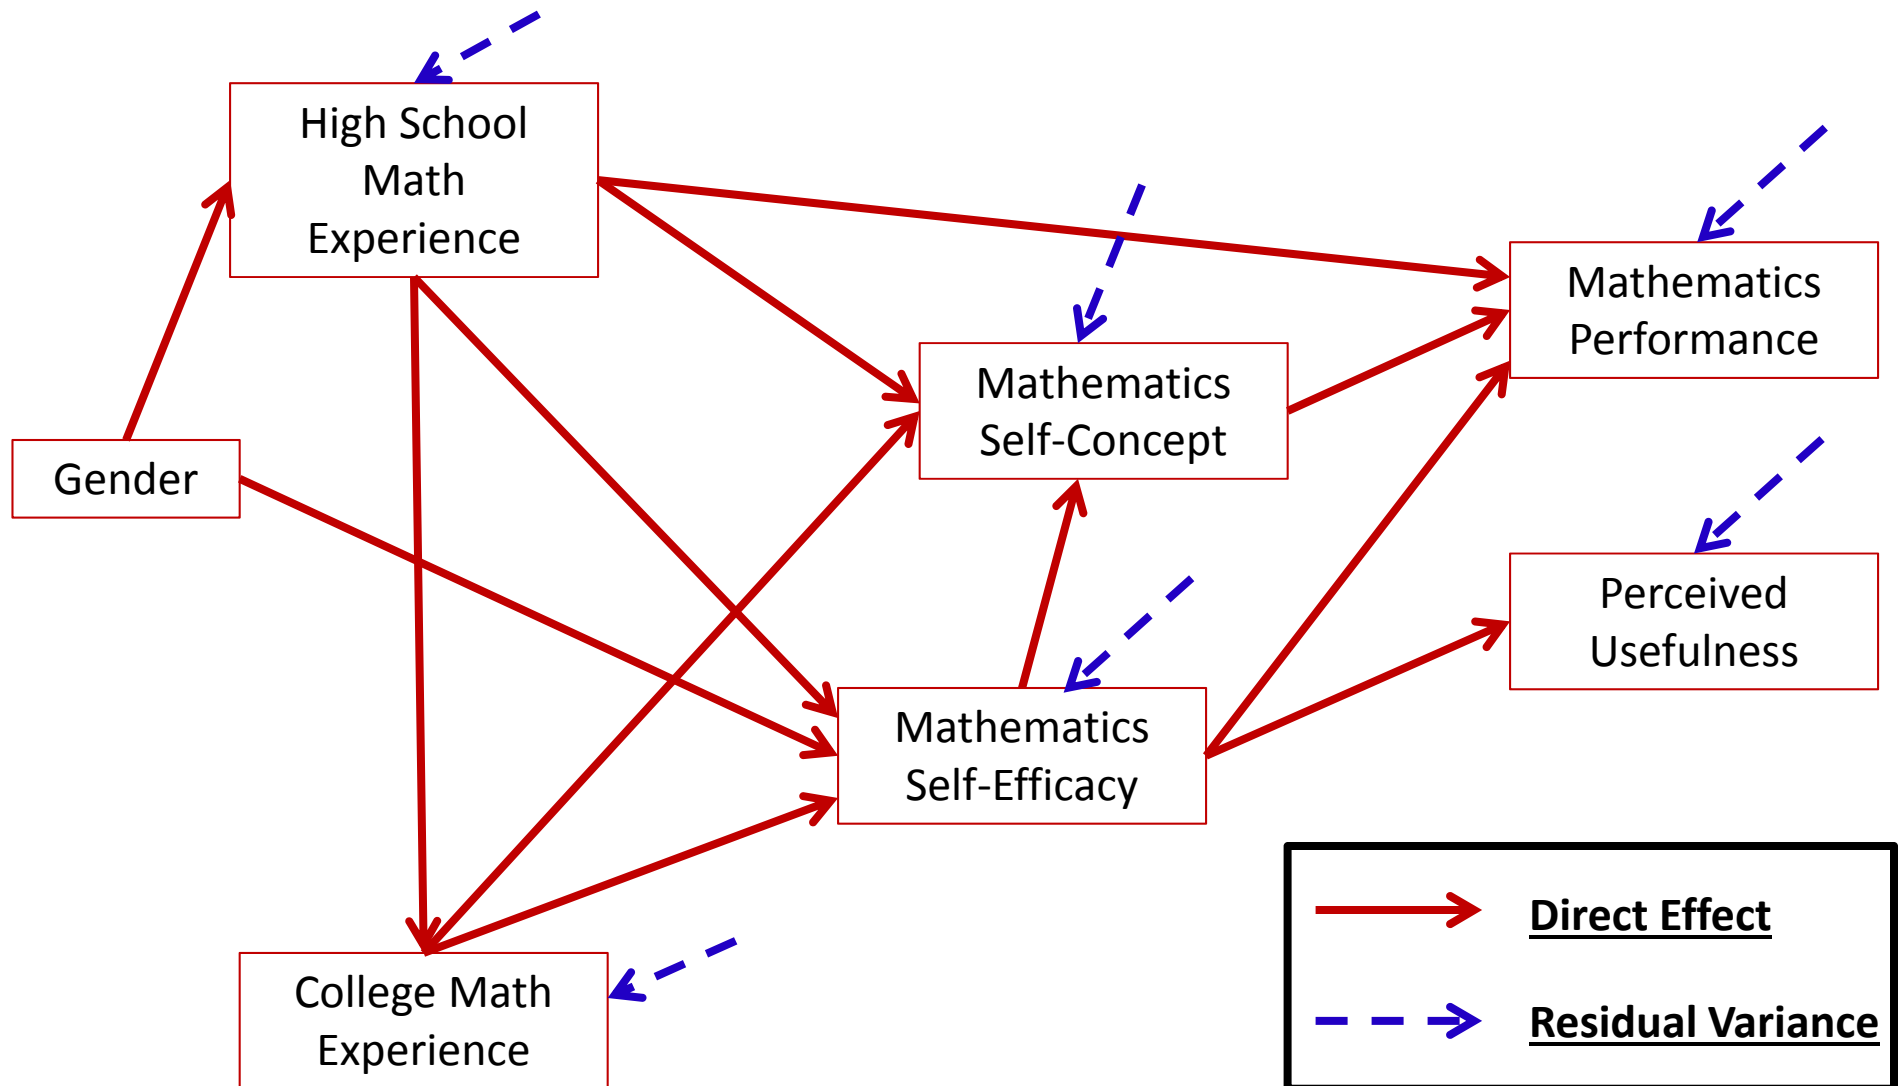 High School
Math
Experience
Mathematics
Performance
Mathematics
Self-Concept
Gender
Perceived
Usefulness
Mathematics
Self-Efficacy
College Math
Experience
Direct Effect
Residual Variance